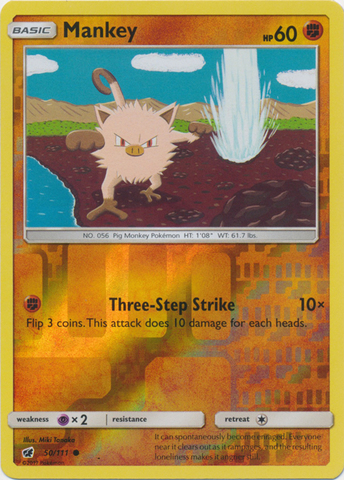 BASIC Mankey HP60
NO. 056 Pig Monkey Pokémon HT: 1'08" WT: 61.7 lbs.
Three-Step Strike 10×
Flip 3 coins. This attack does 10 damage for each heads.
weakness ×2 resistance retreat
Illus. Miki Tanaka
50/111
It can spontaneously become enraged. Everyone
near it clears out as it rampages, and the resulting
loneliness makes it angrier